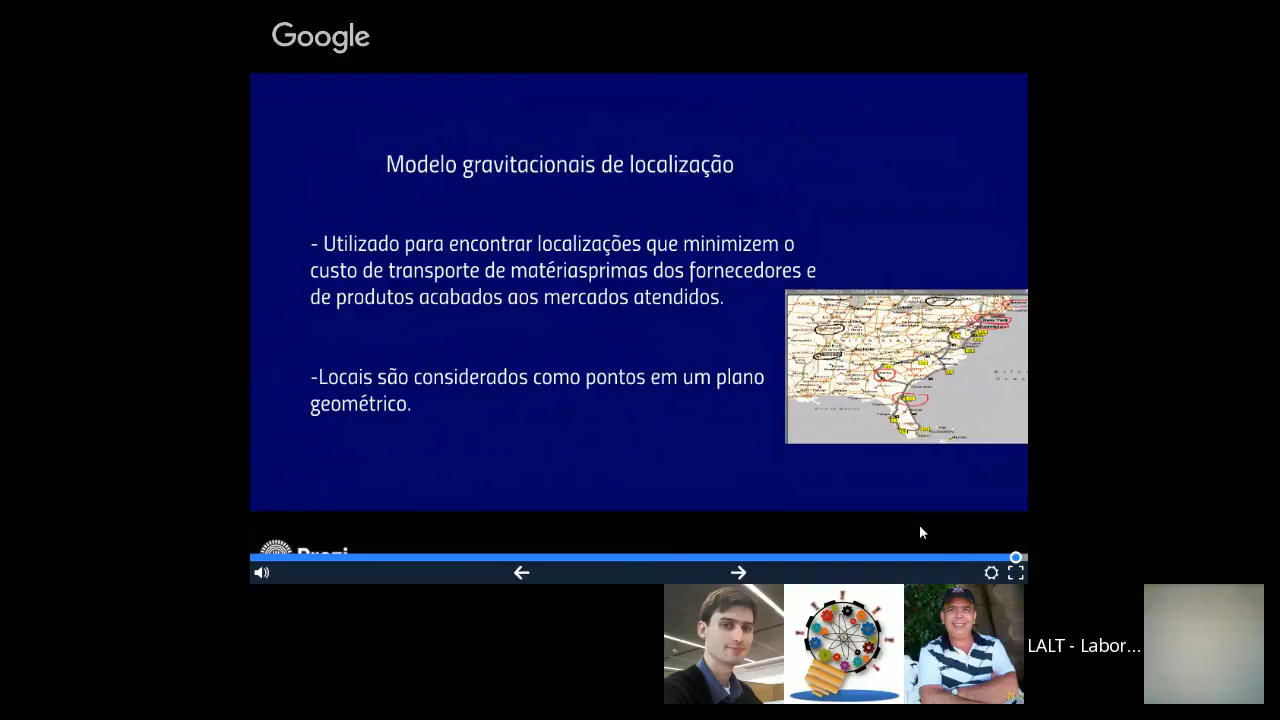 Google
Modelo gravitacionais de localização
- Utilizado para encontrar localizações que minimizem o
custo de transporte de matériasprimas dos fornecedores e
de produtos acabados aos mercados atendidos.
-Locais são considerados como pontos em um plano
geométrico.
Prezi
LALT - Labor...